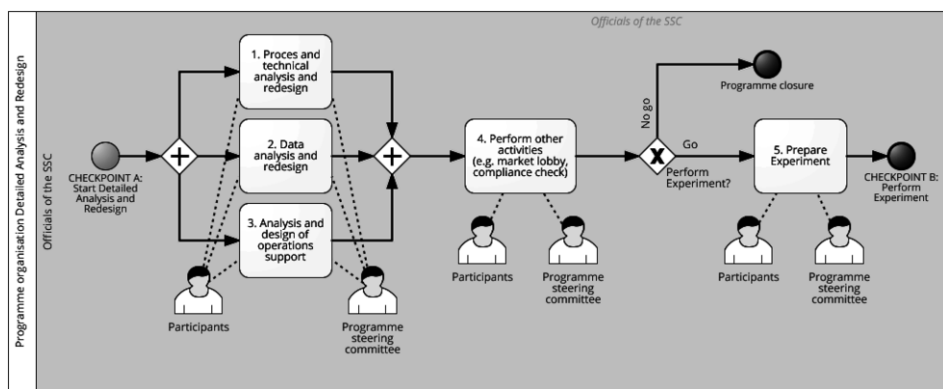 Programme organisation Detailed Analysis and Redesign
Officials of the SSC
Officials of the SSC
1. Proces and
technical analysis and
redesign
2. Data analysis and
redesign
3. Analysis and
design of operations
support
CHECKPOINT A:
Start Detailed
Analysis and Redesign
Participants
Programme
steering
committee
4. Perform other
activities
(e.g. market lobby,
compliance check)
Participants
Programme
steering
committee
No go
Programme closure
Go
Perform
Experiment?
5. Prepare
Experiment
Participants
Programme
steering
committee
CHECKPOINT B:
Perform
Experiment